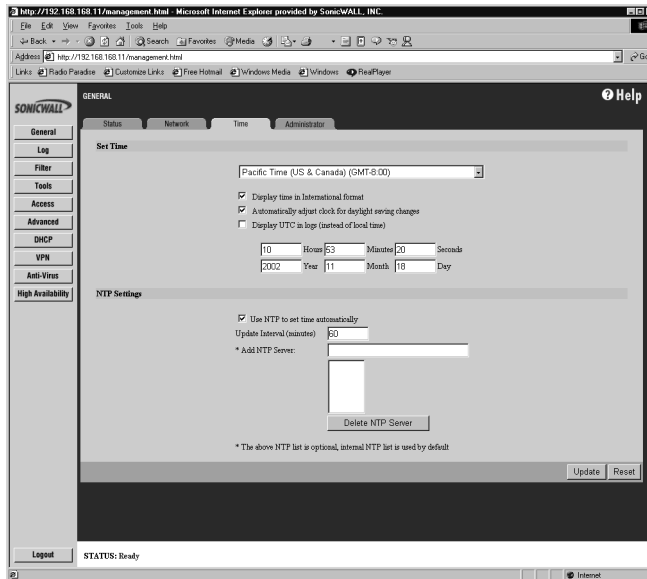 http://192.168.168.11/management.html - Microsoft Internet Explorer provided by SonicWALL, INC.
File Edit View Favorites Tools Help
Back Search Favorites Media
Address http://192.168.168.11/management.html Go
Links Radio Paradise Customize Links Free Hotmail Windows Media Windows RealPlayer
SONICWALL
GENERAL
Help
Status Network Time Administrator
General
Log
Filter
Tools
Access
Advanced
DHCP
VPN
Anti-Virus
High Availability
Set Time
Pacific Time (US & Canada) (GMT-8:00)
Display time in International format
Automatically adjust clock for daylight saving changes
Display UTC in logs (instead of local time)
10 Hours 53 Minutes 20 Seconds
2002 Year 11 Month 18 Day
NTP Settings
Use NTP to set time automatically
Update Interval (minutes) 60
* Add NTP Server:
Delete NTP Server
* The above NTP list is optional, internal NTP list is used by default
Update Reset
Logout
STATUS: Ready
Internet